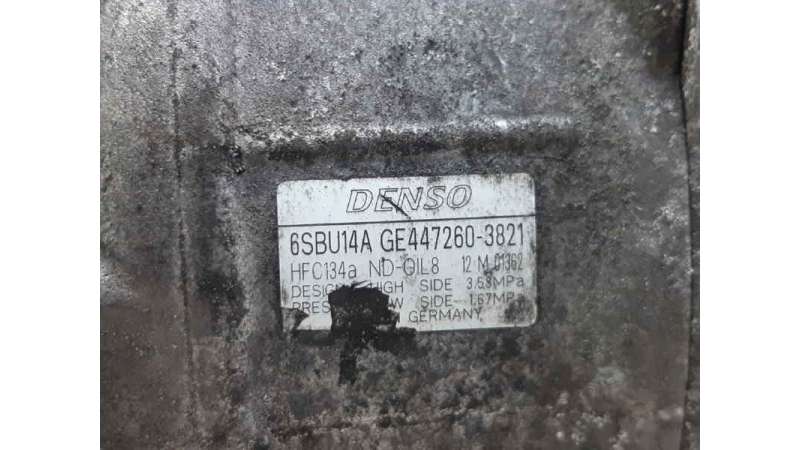 DENSO
6SBU14A GE447260-3821
HFC134a ND-OIL8 12 M 01362
DESIGN HIGH SIDE 3.53MPa
PRES SIDE 1.67MPa
GERMANY